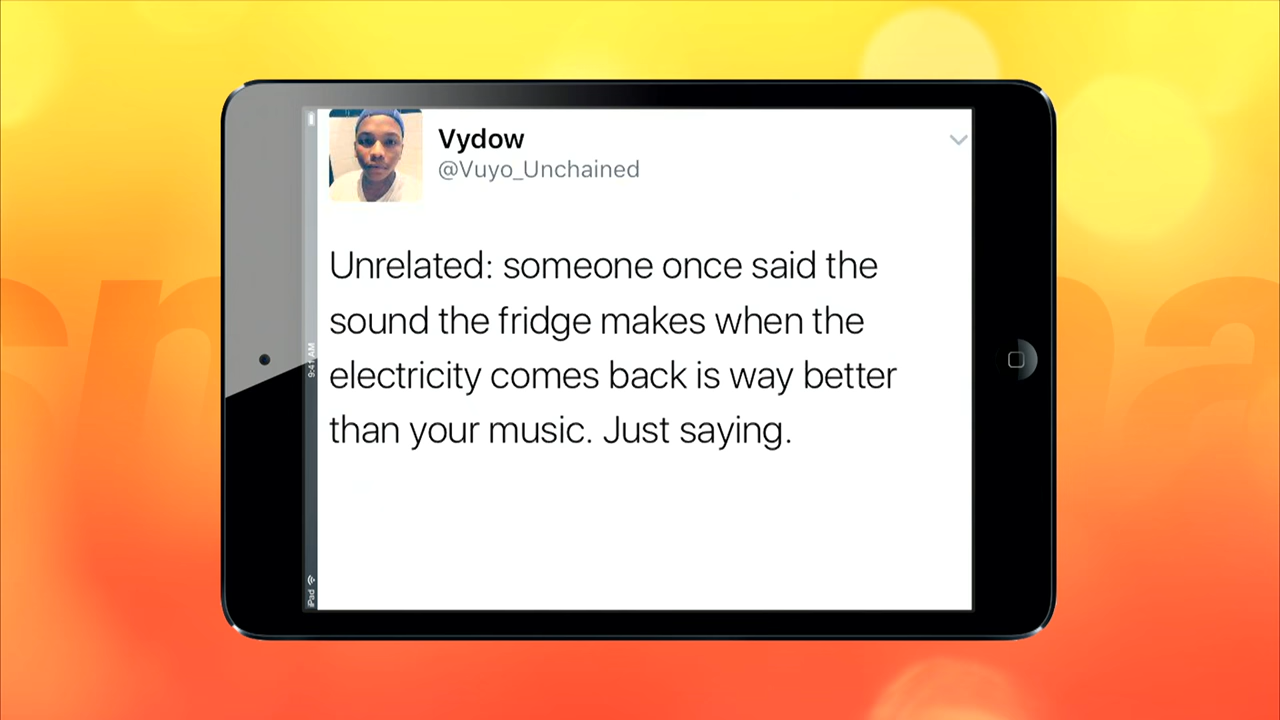 Vydow
@Vuyo_Unchained
Unrelated: someone once said the
sound the fridge makes when the
electricity comes back is way better
than your music. Just saying.
9:41 AM
iPad